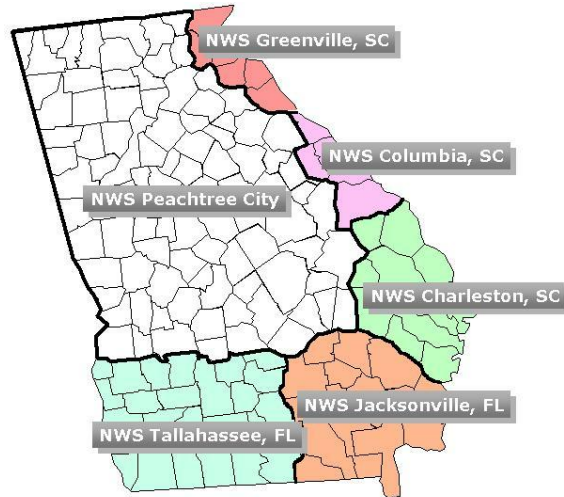 NWS Greenville, SC
NWS Columbia, SC
NWS Peachtree City
NWS Charleston, SC
NWS Jacksonville, FL
NWS Tallahassee, FL